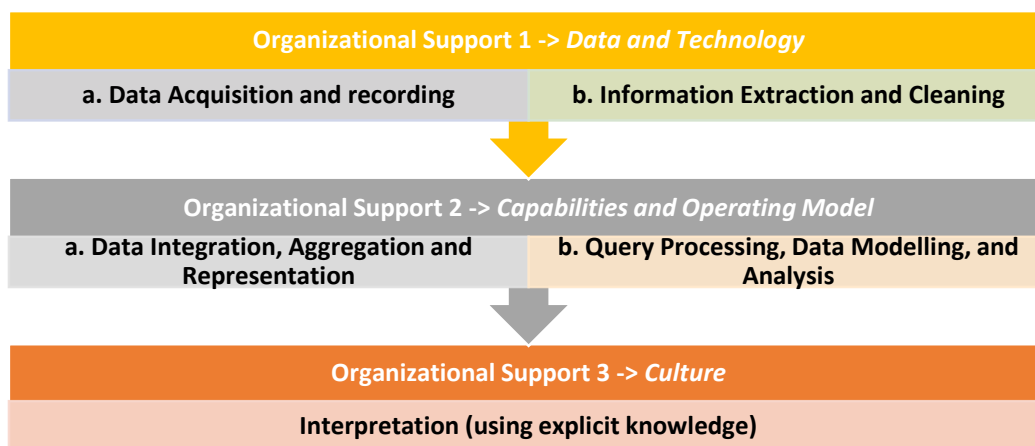 Organizational Support 1 -> Data and Technology
a. Data Acquisition and recording
b. Information Extraction and Cleaning
Organizational Support 2 -> Capabilities and Operating Model
a. Data Integration, Aggregation and
Representation
b. Query Processing, Data Modelling, and
Analysis
Organizational Support 3 -> Culture
Interpretation (using explicit knowledge)